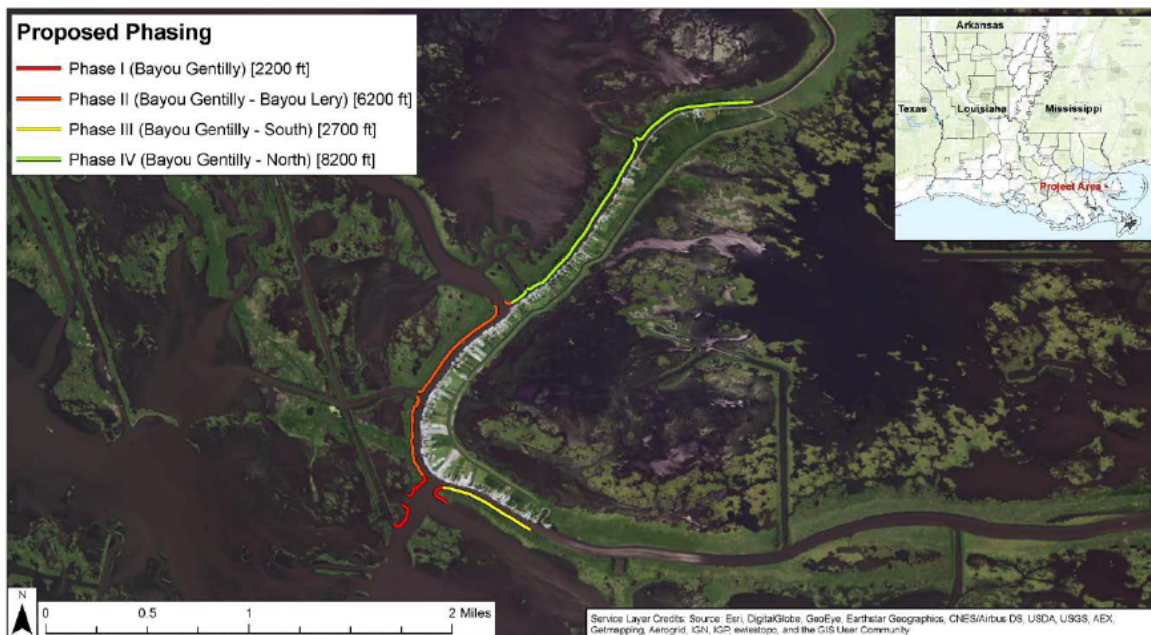 Proposed Phasing
Phase I (Bayou Gentilly) [2200 ft]
Phase II (Bayou Gentilly - Bayou Lery) [6200 ft]
Phase III (Bayou Gentilly - South) [2700 ft]
Phase IV (Bayou Gentilly - North) [8200 ft]
Arkansas
Texas
Louisiana
Mississippi
Project Area
N
0 0.5 1 2 Miles
Service Layer Credits: Source: Esri, DigitalGlobe, GeoEye, Earthstar Geographics, CNES/Airbus DS, USDA, USGS, AEX,
Getmapping, Aerogrid, IGN, IGP, swisstopo, and the GIS User Community